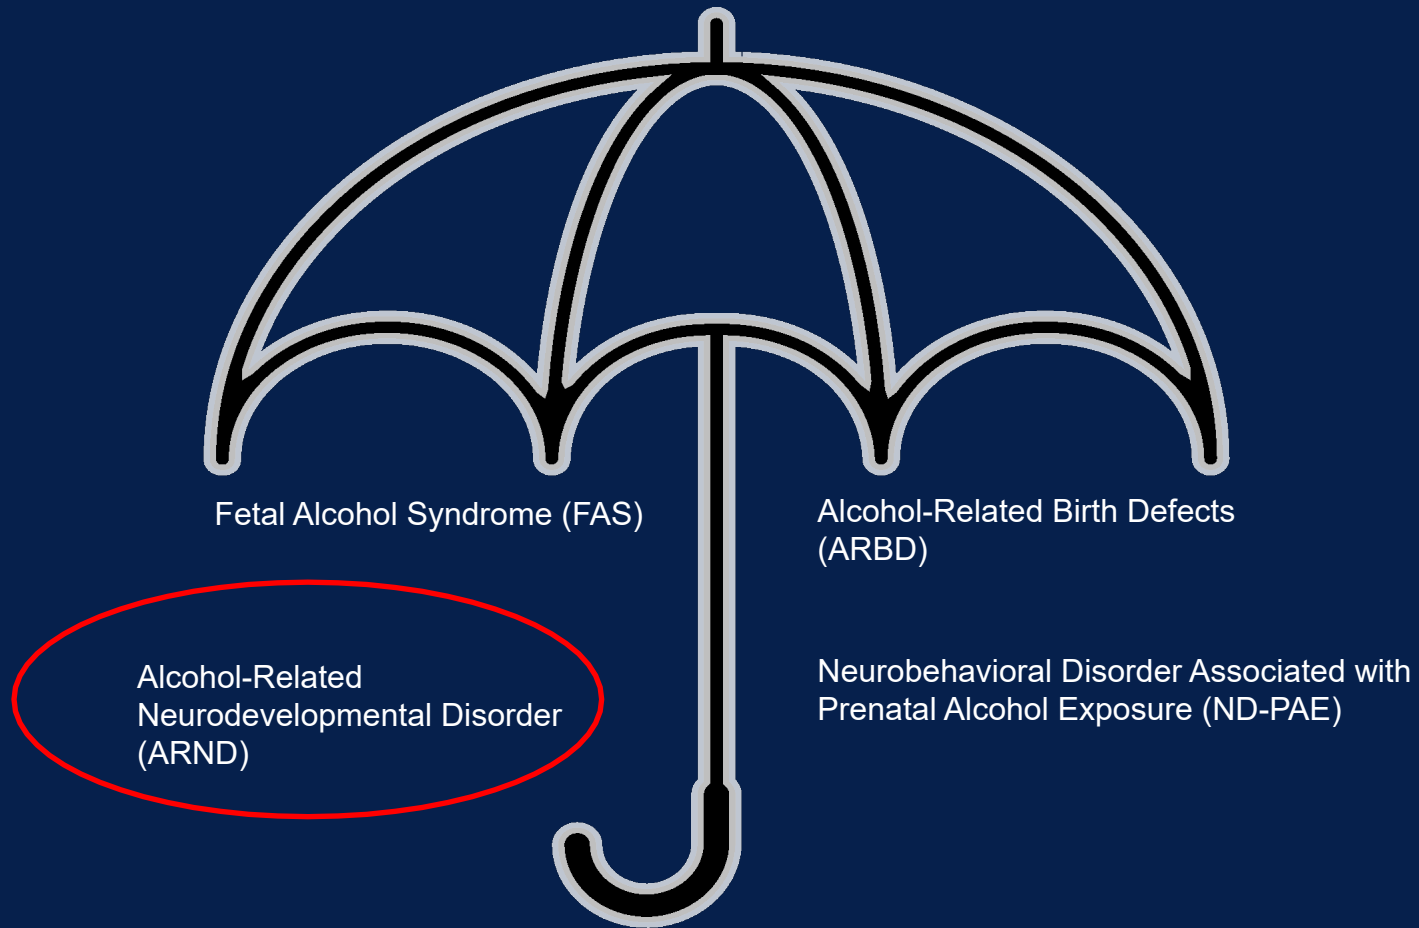 Fetal Alcohol Syndrome (FAS)
Alcohol-Related Birth Defects
(ARBD)
Alcohol-Related
Neurodevelopmental Disorder
(ARND)
Neurobehavioral Disorder Associated with
Prenatal Alcohol Exposure (ND-PAE)